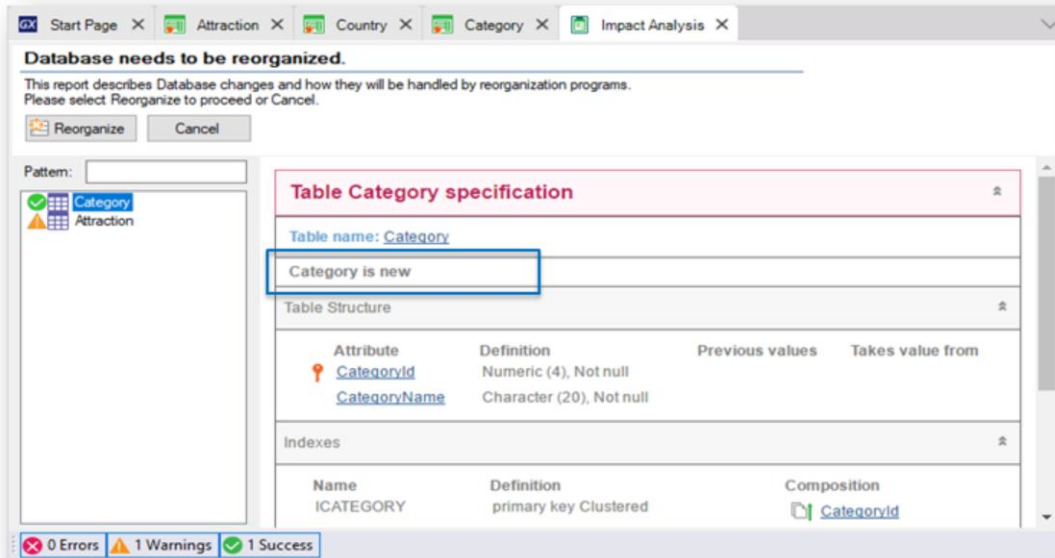 GX Start Page X Attraction X Country X Category X Impact Analysis X
Database needs to be reorganized.
This report describes Database changes and how they will be handled by reorganization programs.
Please select Reorganize to proceed or Cancel.
Reorganize Cancel
Pattern:
Category
Attraction
Table Category specification
Table name: Category
Category is new
Table Structure
Attribute Definition Previous values Takes value from
CategoryId Numeric (4), Not null
CategoryName Character (20), Not null
Indexes
Name Definition Composition
ICATEGORY primary key Clustered CategoryId
0 Errors 1 Warnings 1 Success